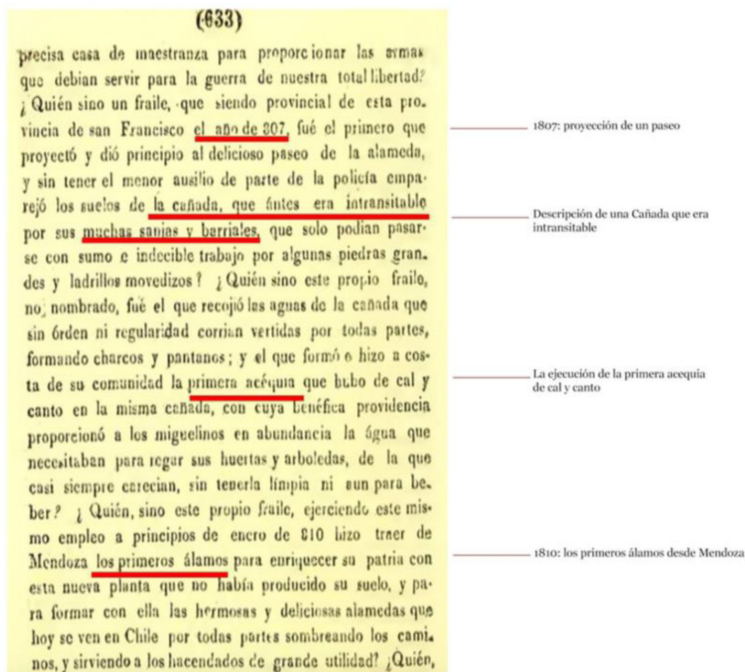 (633)
precisa casa de maestranza para proporcionar las armas
que debian servir para la guerra de nuestra total libertad?
¿Quién sino un fraile, que siendo provincial de esta pro-
vincia de san Francisco el año de 807, fué el primero que
proyectó y dió principio al delicioso paseo de la alameda,
y sin tener el menor ausilio de parte de la policía empa-
rejó los suelos de la cañada, que ántes era intransitable
por sus muchas sanias y barriales, que solo podian pasar-
se con sumo e indecible trabajo por algunas piedras gran-
des y ladrillos movedizos? ¿Quién sino este propio fraile,
no nombrado, fué el que recojió las aguas de la cañada que
sin órden ni regularidad corrian vertidas por todas partes,
formando charcos y pantanos; y el que formó e hizo a cos-
ta de su comunidad la primera acéquia que hubo de cal y
canto en la misma cañada, con cuya benéfica providencia
proporcionó a los miguelinos en abundancia la água que
necesitaban para regar sus huertas y arboledas, de la que
casi siempre carecian, sin tenerla límpia ni aun para be-
ber? ¿Quién, sino este propio fraile, ejerciendo este mis-
mo empleo a principios de enero de 810 hizo traer de
Mendoza los primeros álamos para enriquecer su patria con
esta nueva planta que no había producido su suelo, y pa-
ra formar con ella las hermosas y deliciosas alamedas que
hoy se ven en Chile por todas partes sombreando los cami-
nos, y sirviendo a los hacendados de grande utilidad? ¿Quién,
1807: proyección de un paseo
Descripción de una Cañada que era
intransitable
La ejecución de la primera acequia
de cal y canto
1810: los primeros álamos desde Mendoza